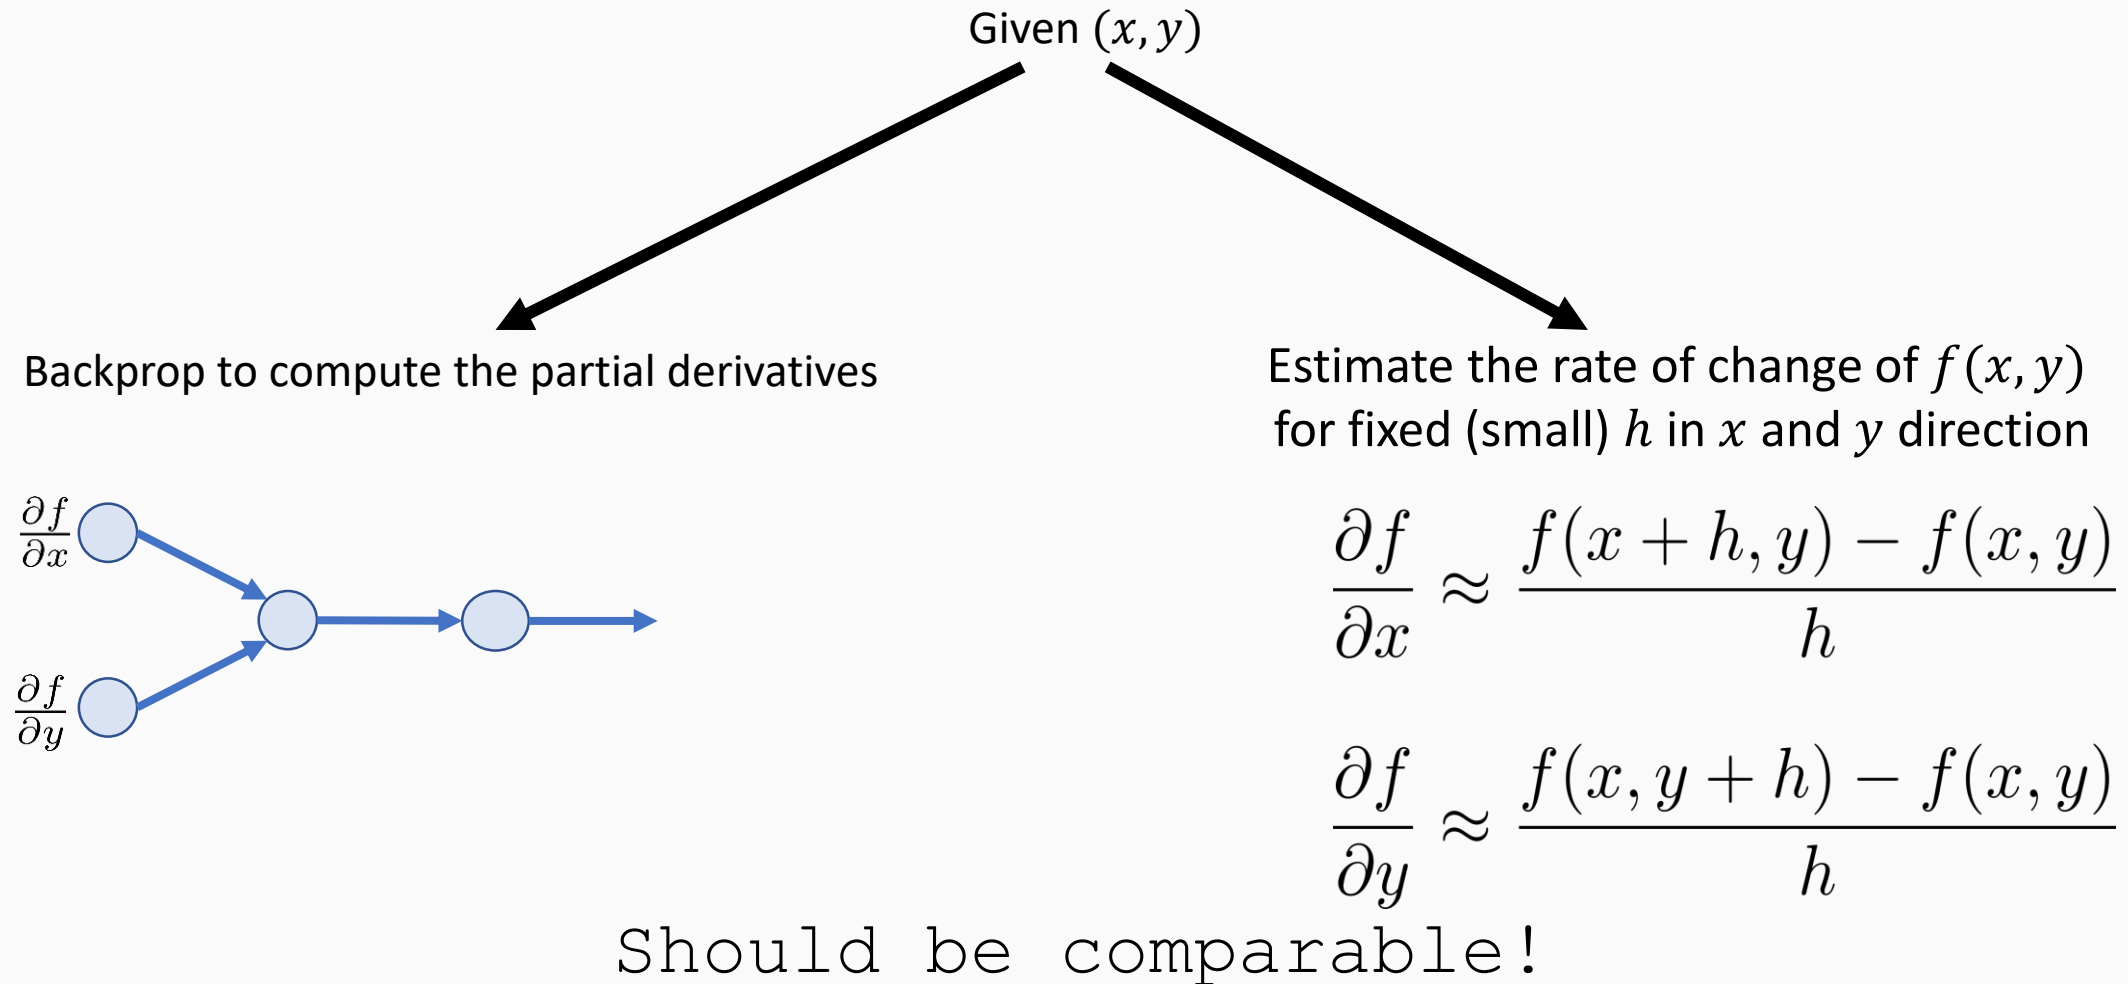 Given (x, y)
Backprop to compute the partial derivatives
Estimate the rate of change of f(x, y)
for fixed (small) h in x and y direction
∂f/∂x
∂f/∂y
∂f/∂x ≈ (f(x + h, y) − f(x, y))/h
∂f/∂y ≈ (f(x, y + h) − f(x, y))/h
Should be comparable!